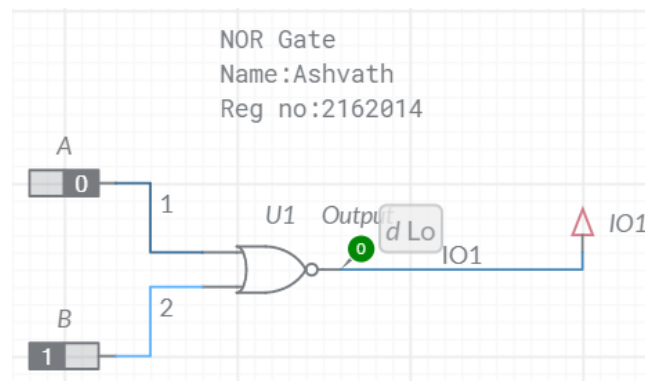 NOR Gate
Name:Ashvath
Reg no:2162014
A
0
1
U1
Output
d Lo
IO1
0
IO1
2
B
1